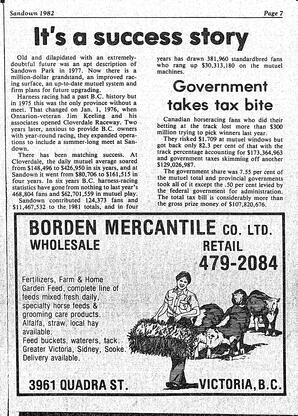 Sandown 1982
Page 7
It's a success story
Old and dilapidated with an extremely-
doubtful future was an apt description of
Sandown Park in 1977. Now there is a
million-dollar grandstand, an improved rac-
ing surface, an up-to-date mutuel system and
firm plans for future upgrading.
Harness racing had a past B.C. history but
in 1975 this was the only province without a
meet. That changed on Jan. 1, 1976, when
Ontario-veteran Jim Keeling and his
associates opened Cloverdale Raceway. Two
years later, anxious to provide B.C. owners
with year-round racing, they expanded opera-
tions to include a summer-long meet at San-
down.
There has been matching success. At
Cloverdale, the daily mutuel average soared
from $148,498 to $347,590 in six years, and at
Sandown it went from $80,706 to $161,515 in
four years. In six years B.C. harness-racing
statistics have gone from nothing to last year's
468,804 fans and $62,701,559 in mutuel play.
Sandown contributed 124,373 fans and
$11,467,532 to the 1981 totals, and in four
years has drawn 381,960 standardbred fans
who rang up $30,313,180 on the mutuel
machines.
Government
takes tax bite
Canadian horseracing fans who did their
betting at the track lost more than $300
million trying to pick winners last year.
They risked $1.709 at mutuel windows but
got back only 82.3 per cent of that with the
track percentage accounting for $173,364,963
and government taxes skimming off another
$129,026,987.
The government share was 7.55 per cent of
the mutuel total and provincial governments
took all of it except the .50 per cent levied by
the federal government for administration.
The total tax bill is considerably more than
the gross prize money of $107,820,676.
BORDEN MERCANTILE CO. LTD.
WHOLESALE
RETAIL
479-2084
Fertilizers, Farm & Home
Garden Feed, complete line of
feeds mixed fresh daily,
specialty horse feeds &
grooming care products.
Alfalfa, straw, local hay
available.
Feed buckets, waterers, tack.
Greater Victoria, Sidney, Sooke.
Delivery available.
3961 QUADRA ST.
VICTORIA, B.C.